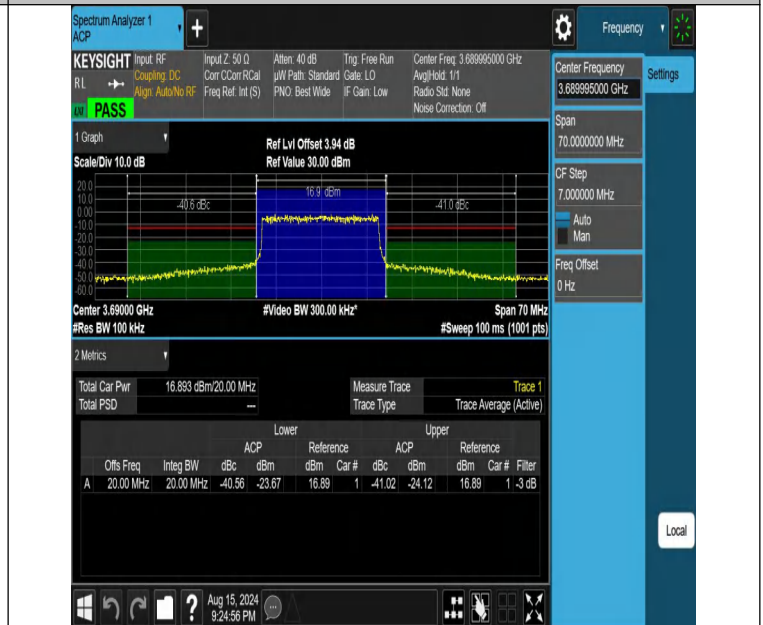 Spectrum Analyzer 1
ACP
+
Frequency
KEYSIGHT
RL
PASS
Input: RF
Coupling: DC
Align: Auto/No RF
Input Z: 50 Ω
Corr CCorr RCal
Freq Ref: Int (S)
Atten: 40 dB
µW Path: Standard
PNO: Best Wide
Trig: Free Run
Gate: LO
IF Gain: Low
Center Freq: 3.689995000 GHz
Avg|Hold: 1/1
Radio Std: None
Noise Correction: Off
Center Frequency
3.689995000 GHz
Settings
Span
70.0000000 MHz
CF Step
7.000000 MHz
Auto
Man
Freq Offset
0 Hz
1 Graph
Scale/Div 10.0 dB
Ref Lvl Offset 3.94 dB
Ref Value 30.00 dBm
20.0
10.0
0.00
-10.0
-20.0
-30.0
-40.0
-50.0
-60.0
-40.6 dBc
16.9 dBm
-41.0 dBc
Center 3.69000 GHz
#Video BW 300.00 kHz*
Span 70 MHz
#Res BW 100 kHz
#Sweep 100 ms (1001 pts)
2 Metrics
Total Car Pwr 16.893 dBm/20.00 MHz
Total PSD ---
Measure Trace Trace 1
Trace Type Trace Average (Active)
Lower Upper
ACP Reference ACP Reference
Offs Freq Integ BW dBc dBm dBm Car # dBc dBm dBm Car # Filter
A 20.00 MHz 20.00 MHz -40.56 -23.67 16.89 1 -41.02 -24.12 16.89 1 -3 dB
Local
?
Aug 15, 2024
9:24:56 PM